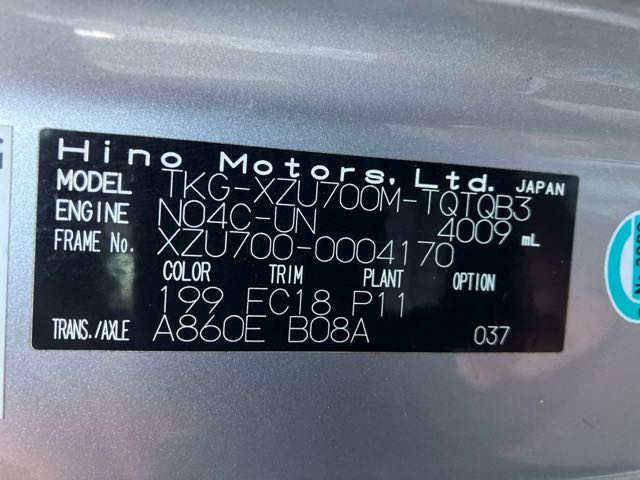 Hino Motors, Ltd. JAPAN
MODEL TKG-XZU700M-TQTQB3
ENGINE N04C-UN 4009 mL
FRAME No. XZU700-0004170
COLOR TRIM PLANT OPTION
199 FC18 P11
TRANS./AXLE A860E B08A 037